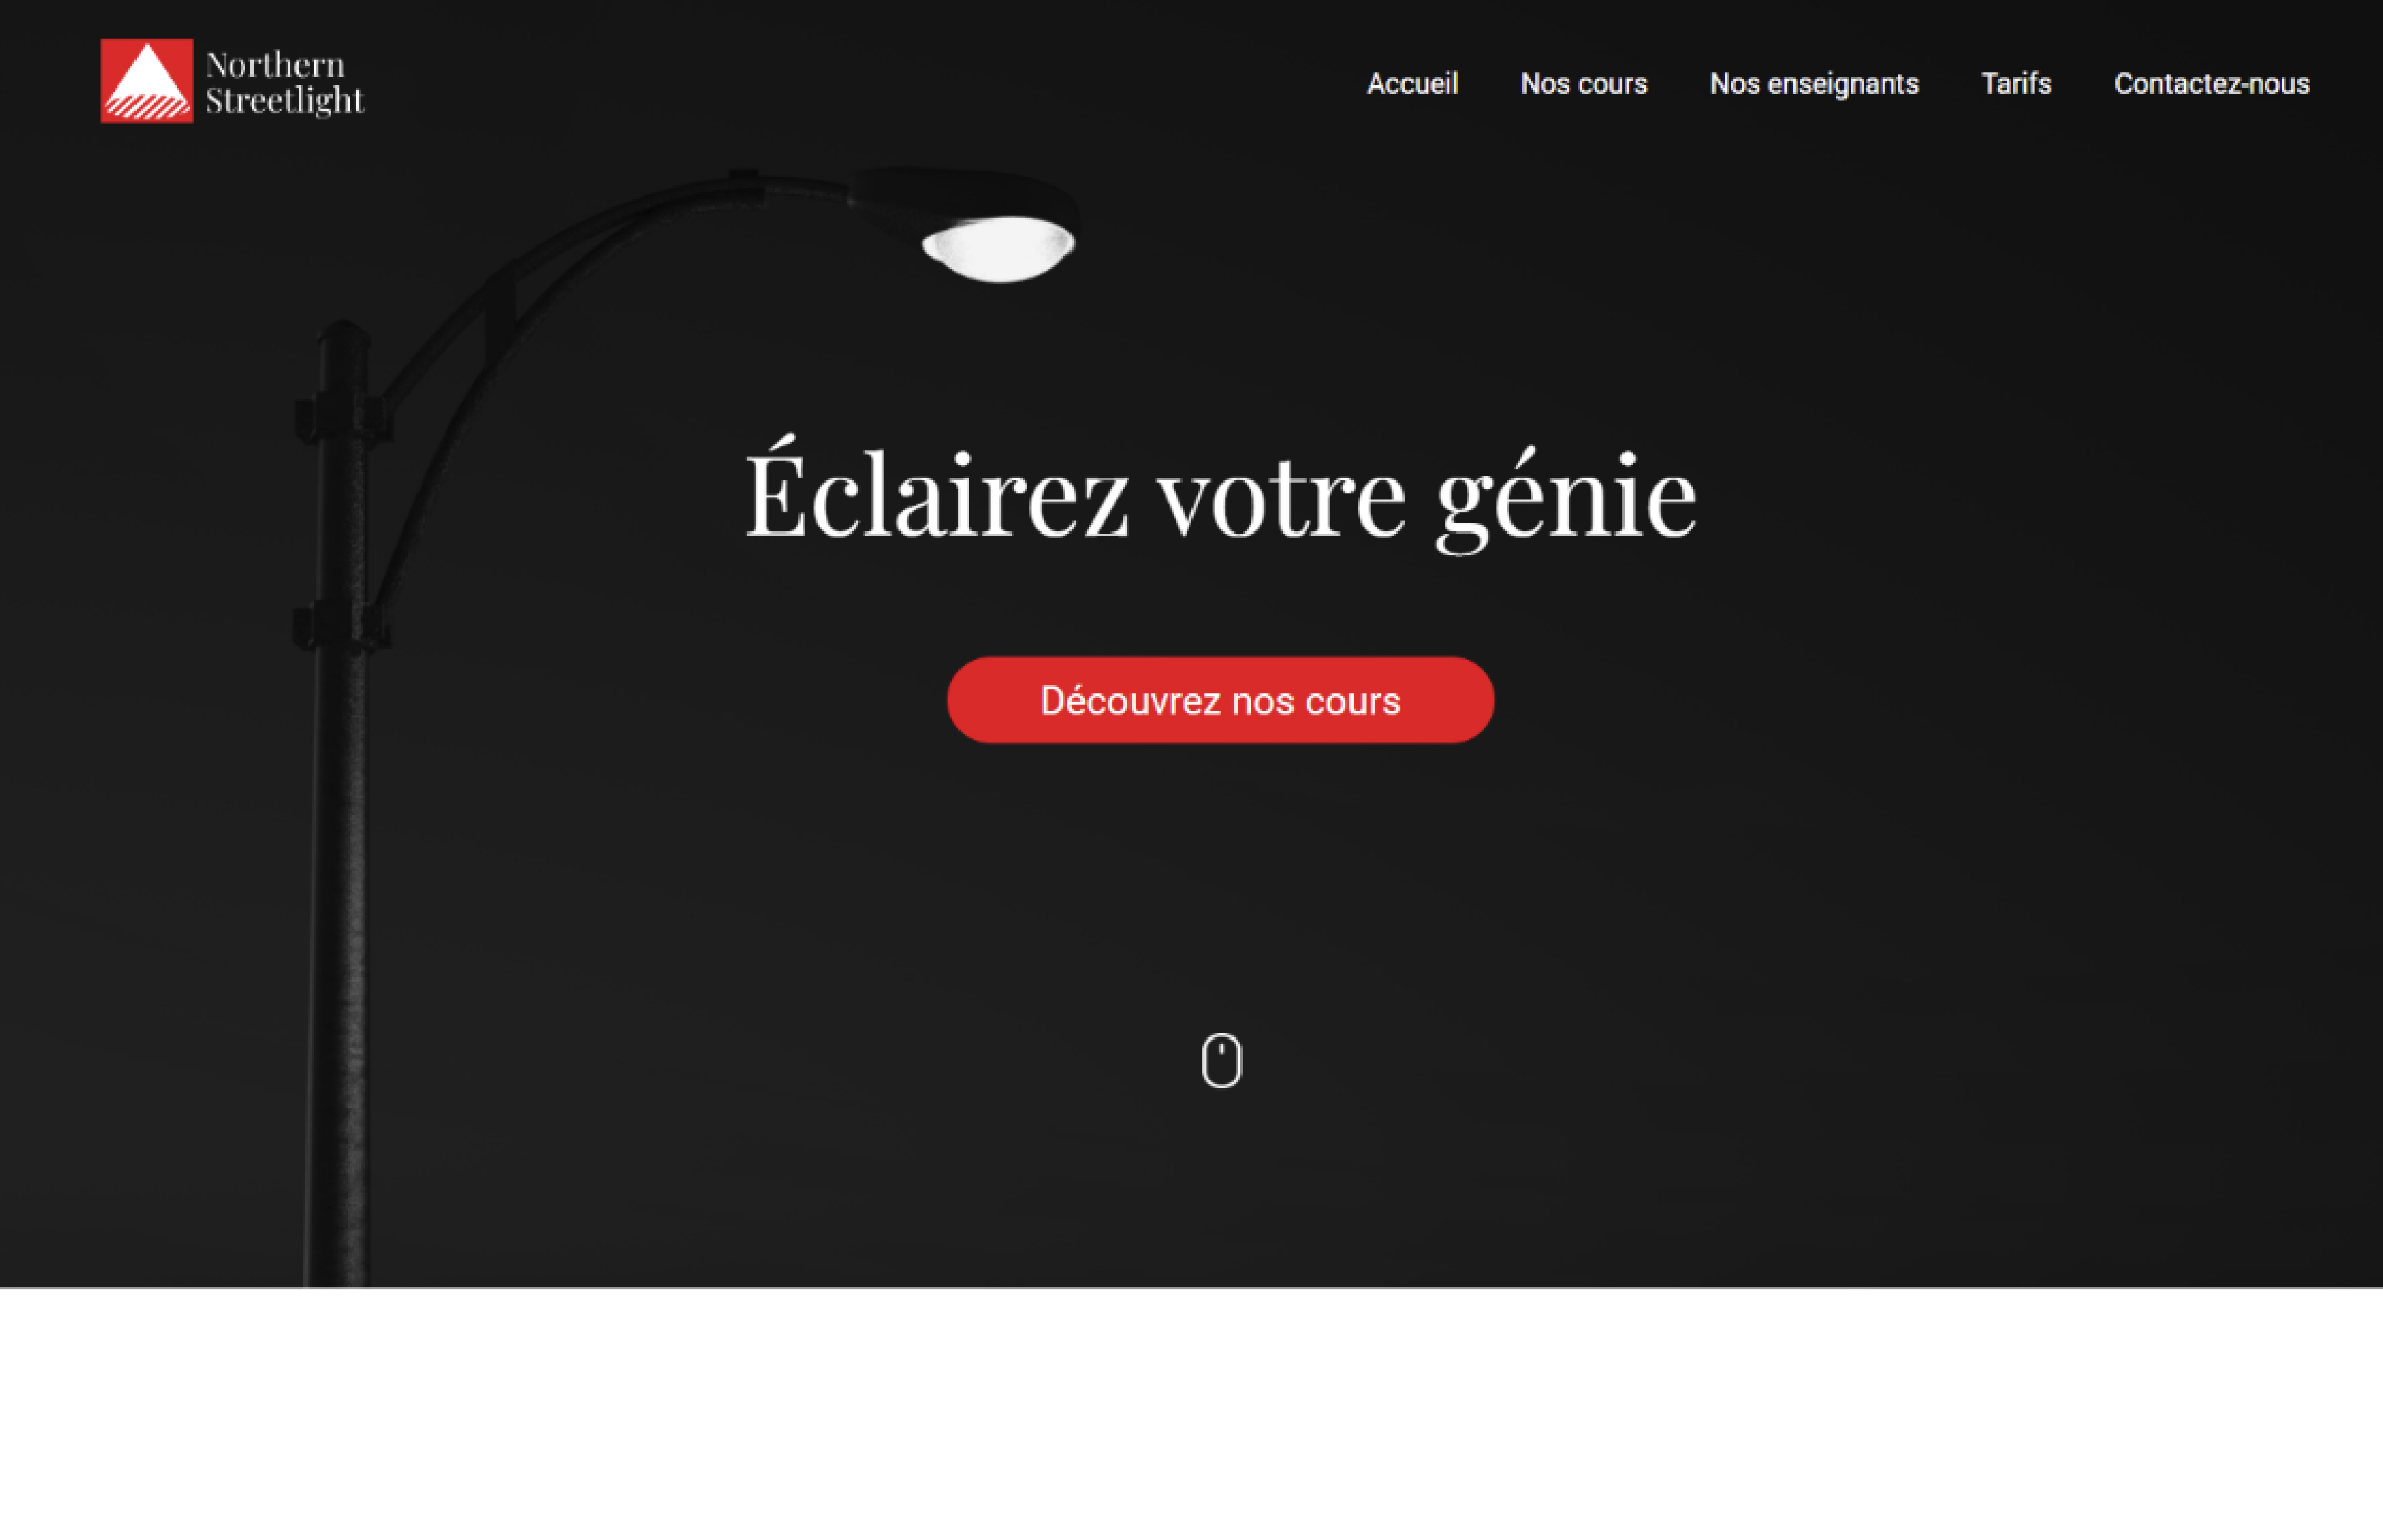 Northern
Streetlight
Accueil Nos cours Nos enseignants Tarifs Contactez-nous
Éclairez votre génie
Découvrez nos cours